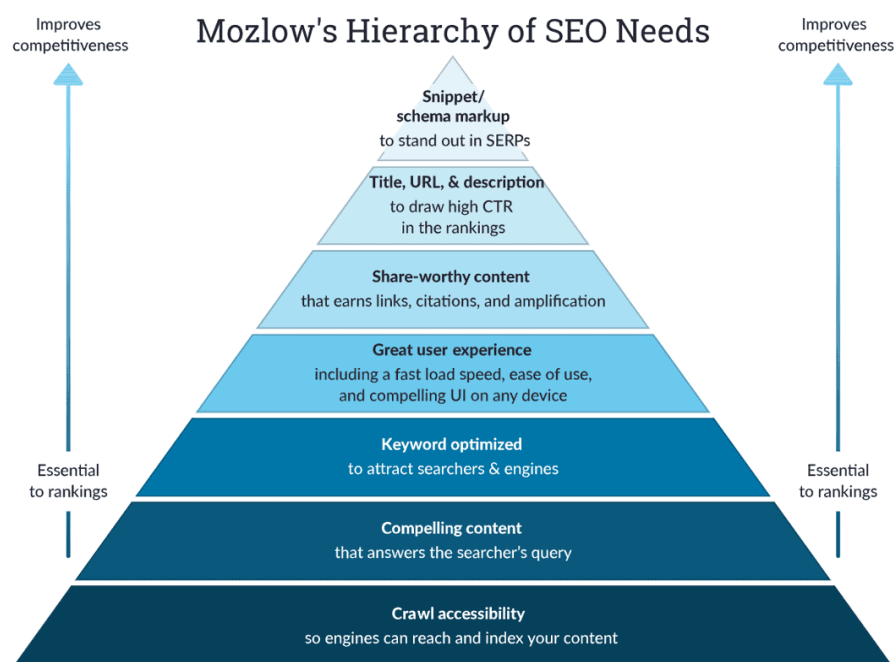 Mozlow's Hierarchy of SEO Needs
Improves
competitiveness
Improves
competitiveness
Snippet/
schema markup
to stand out in SERPs
Title, URL, & description
to draw high CTR
in the rankings
Share-worthy content
that earns links, citations, and amplification
Great user experience
including a fast load speed, ease of use,
and compelling UI on any device
Keyword optimized
to attract searchers & engines
Essential
to rankings
Essential
to rankings
Compelling content
that answers the searcher's query
Crawl accessibility
so engines can reach and index your content